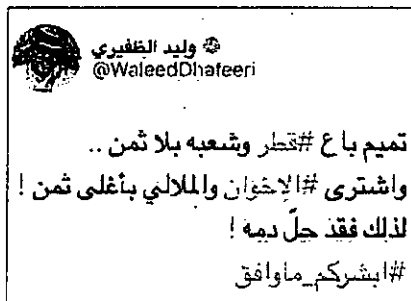 وليد الظفيري
@WaleedDhafeeri
تميم باع #قطر وشعبه بلا ثمن ..
واشترى #الإخوان والملالي بأغلى ثمن !
لذلك فقد حلّ دمه !
#ابشركم_ماوافق